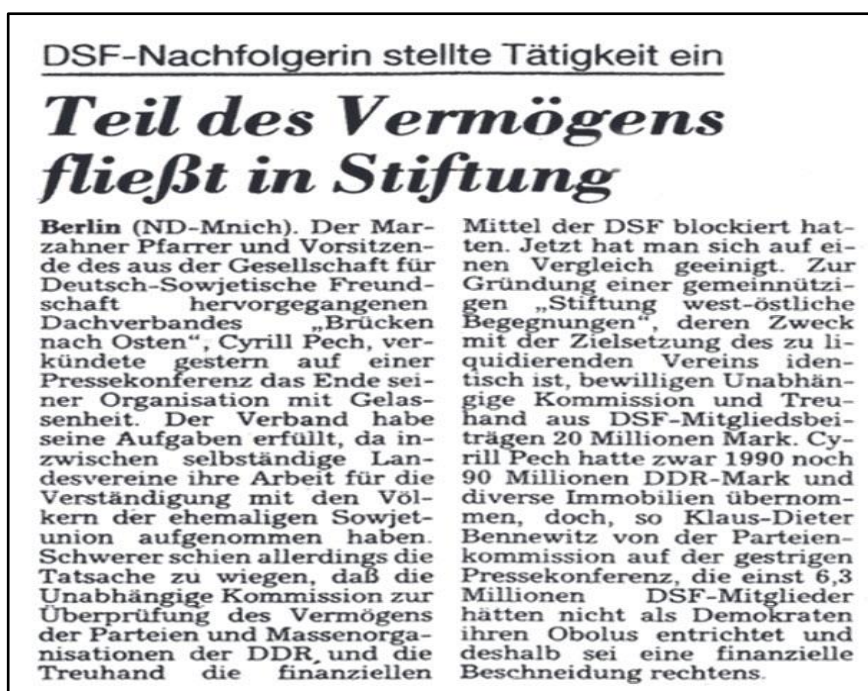 DSF-Nachfolgerin stellte Tätigkeit ein
Teil des Vermögens
fließt in Stiftung
Berlin (ND-Mnich). Der Mar-
zahner Pfarrer und Vorsitzen-
de des aus der Gesellschaft für
Deutsch-Sowjetische Freund-
schaft hervorgegangenen
Dachverbandes „Brücken
nach Osten“, Cyrill Pech, ver-
kündete gestern auf einer
Pressekonferenz das Ende sei-
ner Organisation mit Gelas-
senheit. Der Verband habe
seine Aufgaben erfüllt, da in-
zwischen selbständige Lan-
desvereine ihre Arbeit für die
Verständigung mit den Völ-
kern der ehemaligen Sowjet-
union aufgenommen haben.
Schwerer schien allerdings die
Tatsache zu wiegen, daß die
Unabhängige Kommission zur
Überprüfung des Vermögens
der Parteien und Massenorga-
nisationen der DDR und die
Treuhand die finanziellen
Mittel der DSF blockiert hat-
ten. Jetzt hat man sich auf ei-
nen Vergleich geeinigt. Zur
Gründung einer gemeinnützi-
gen „Stiftung west-östliche
Begegnungen“, deren Zweck
mit der Zielsetzung des zu li-
quidierenden Vereins iden-
tisch ist, bewilligen Unabhän-
gige Kommission und Treu-
hand aus DSF-Mitgliedsbei-
trägen 20 Millionen Mark. Cy-
rill Pech hatte zwar 1990 noch
90 Millionen DDR-Mark und
diverse Immobilien übernom-
men, doch, so Klaus-Dieter
Bennewitz von der Parteien-
kommission auf der gestrigen
Pressekonferenz, die einst 6,3
Millionen DSF-Mitglieder
hätten nicht als Demokraten
ihren Obolus entrichtet und
deshalb sei eine finanzielle
Beschneidung rechtens.